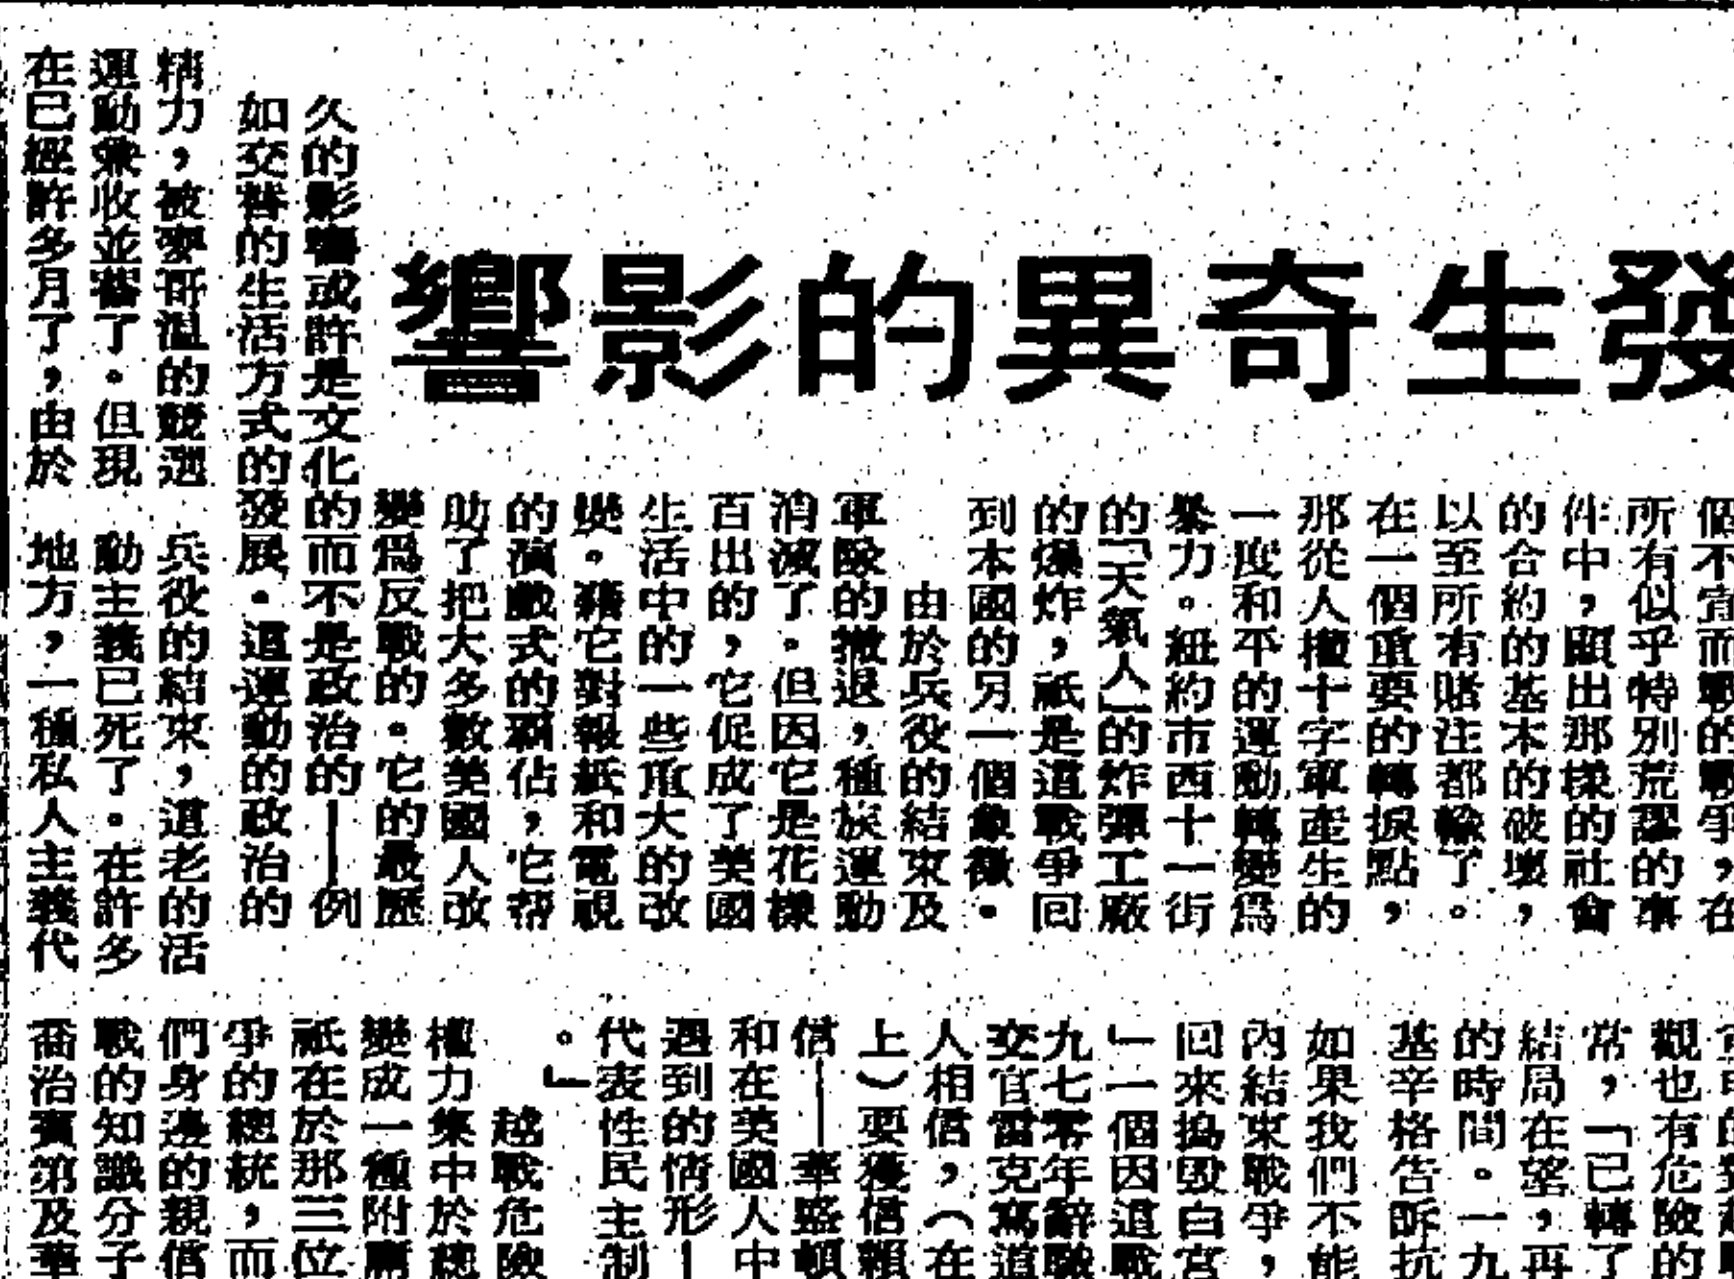 發生奇異的影響
個不宣而戰的戰爭，在
所有似乎特別荒謬的事
件中，顯出那樣的社會
的合約的基本的破壞，
以至所有賭注都輸了。
在一個重要的轉捩點，
那從人權十字軍產生的
一度和平的運動轉變爲
暴力。紐約市西十一街
的「天氣人」的炸彈工廠
的爆炸，祇是這戰爭回
到本國的另一個象徵。
由於兵役的結束及
軍隊的撤退，種族運動
消滅了。但因它是花樣
百出的，它促成了美國
生活中的一些重大的改
變。藉它對報紙和電視
的演戲式的覇佔，它帮
助了把大多數美國人改
變爲反戰的。它的最歷
久的影響或許是文化的而不是政治的——例
如交替的生活方式的發展。這運動的政治的
精力，被麥哥溫的競選
運動兼收並蓄了。但現
在已經許多月了，由於
兵役的結束，這老的活
動主義已死了。在許多
地方，一種私人主義代
觀也有危險的
常，「已轉了
結局在望，再
的時間。一九
基辛格告訴抗
如果我們不能
內結束戰爭，
回來搗毀白宮
」一個因這戰
九七零年辭職
交官雷克寫道
人相信，（在
上）要獲信賴
信——華盛頓
和在美國人中
遇到的情形—
代表性民主制
。」
越戰危險
權力集中於總
變成一種附屬
祇在於那三位
爭的總統，而
們身邊的親信
戰的知識分子
喬治賓第及華